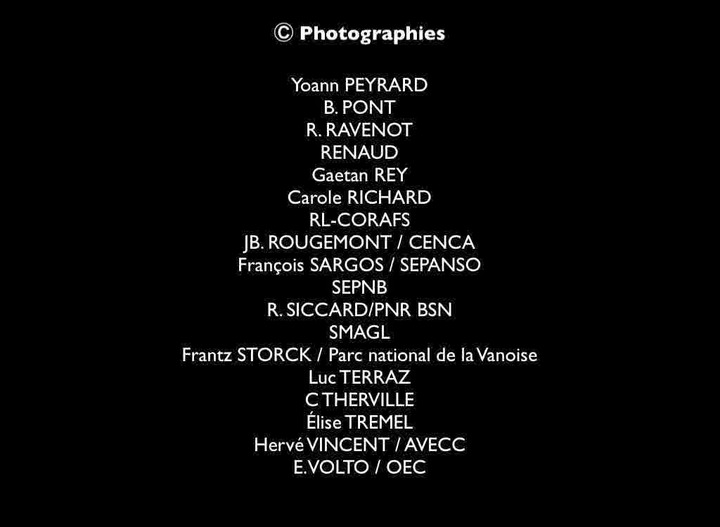 © Photographies
Yoann PEYRARD
B. PONT
R. RAVENOT
RENAUD
Gaetan REY
Carole RICHARD
RL-CORAFS
JB. ROUGEMONT / CENCA
François SARGOS / SEPANSO
SEPNB
R. SICCARD/PNR BSN
SMAGL
Frantz STORCK / Parc national de la Vanoise
Luc TERRAZ
C THERVILLE
Élise TREMEL
Hervé VINCENT / AVECC
E.VOLTO / OEC